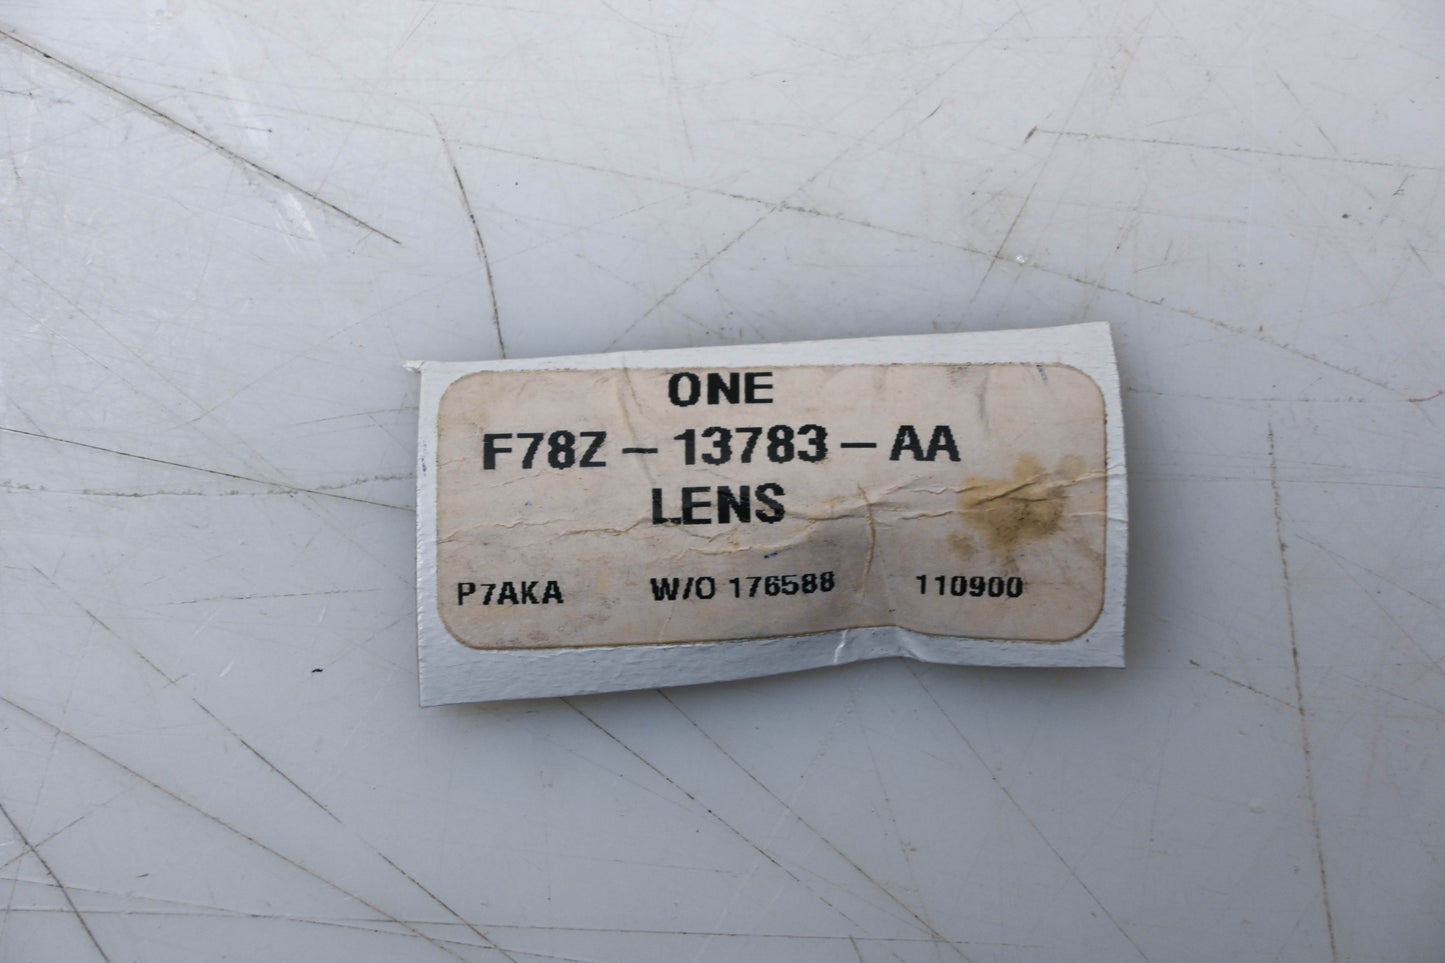 ONE
F78Z-13783-AA
LENS
P7AKA W/O 176588 110900